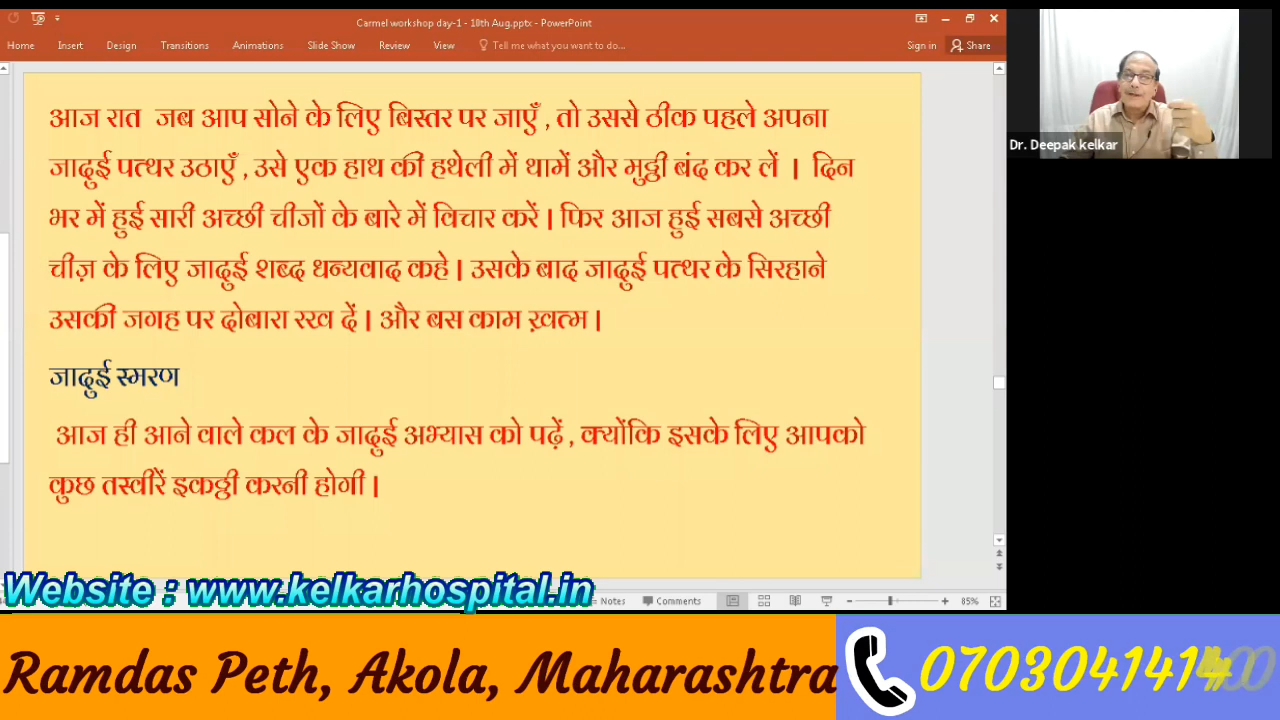 Carmel workshop day-1 - 10th Aug.pptx - PowerPoint
Home Insert Design Transitions Animations Slide Show Review View Tell me what you want to do... Sign in Share
आज रात जब आप सोने के लिए बिस्तर पर जाएँ , तो उससे ठीक पहले अपना
जादुई पत्थर उठाएँ , उसे एक हाथ की हथेली में थामें और मुट्ठी बंद कर लें । दिन
भर में हुई सारी अच्छी चीजों के बारे में विचार करें । फिर आज हुई सबसे अच्छी
चीज़ के लिए जादुई शब्द धन्यवाद कहे । उसके बाद जादुई पत्थर के सिरहाने
उसकी जगह पर दोबारा रख दें । और बस काम ख़त्म ।
जादुई स्मरण
आज ही आने वाले कल के जादुई अभ्यास को पढ़ें , क्योंकि इसके लिए आपको
कुछ तस्वीरें इकट्ठी करनी होगी ।
Dr. Deepak kelkar
Website : www.kelkarhospital.in
Notes Comments 85%
Ramdas Peth, Akola, Maharashtra
0703041414